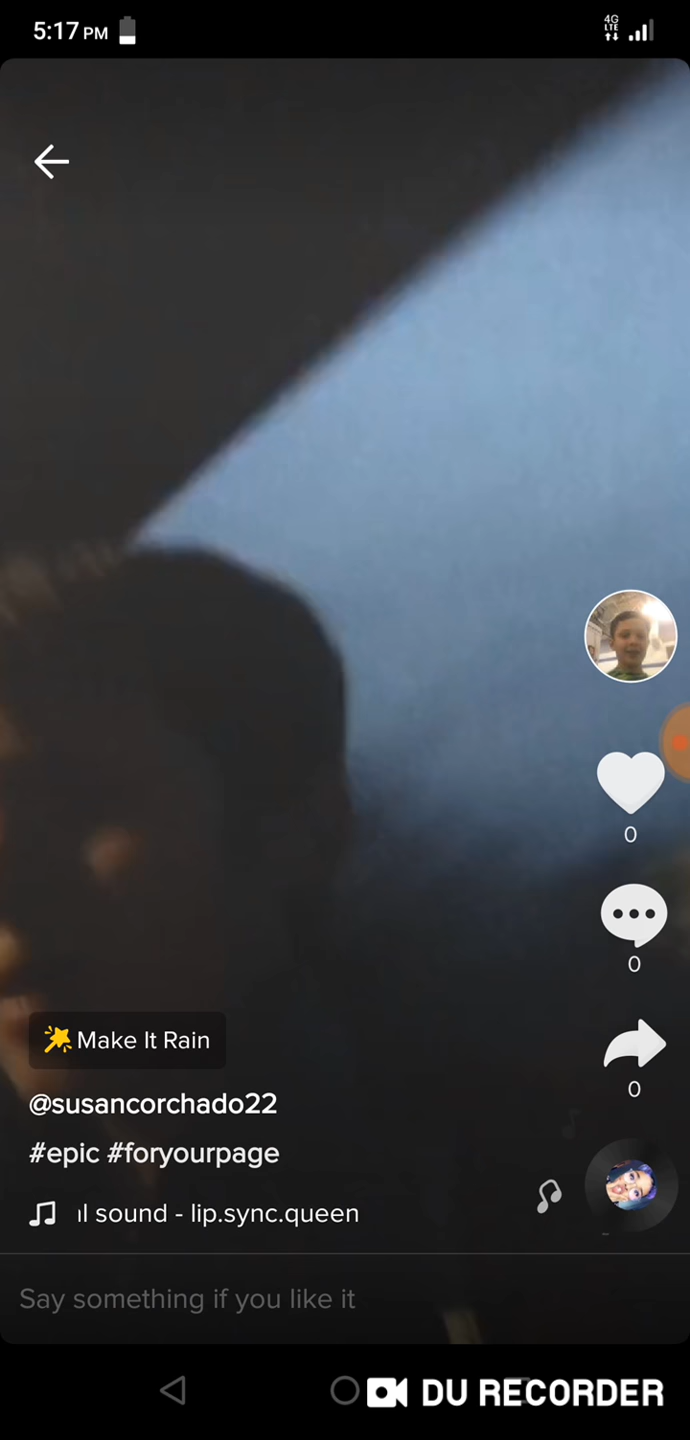 5:17 PM
4G
LTE
0
0
0
Make It Rain
@susancorchado22
#epic #foryourpage
sound - lip.sync.queen
Say something if you like it
DU RECORDER